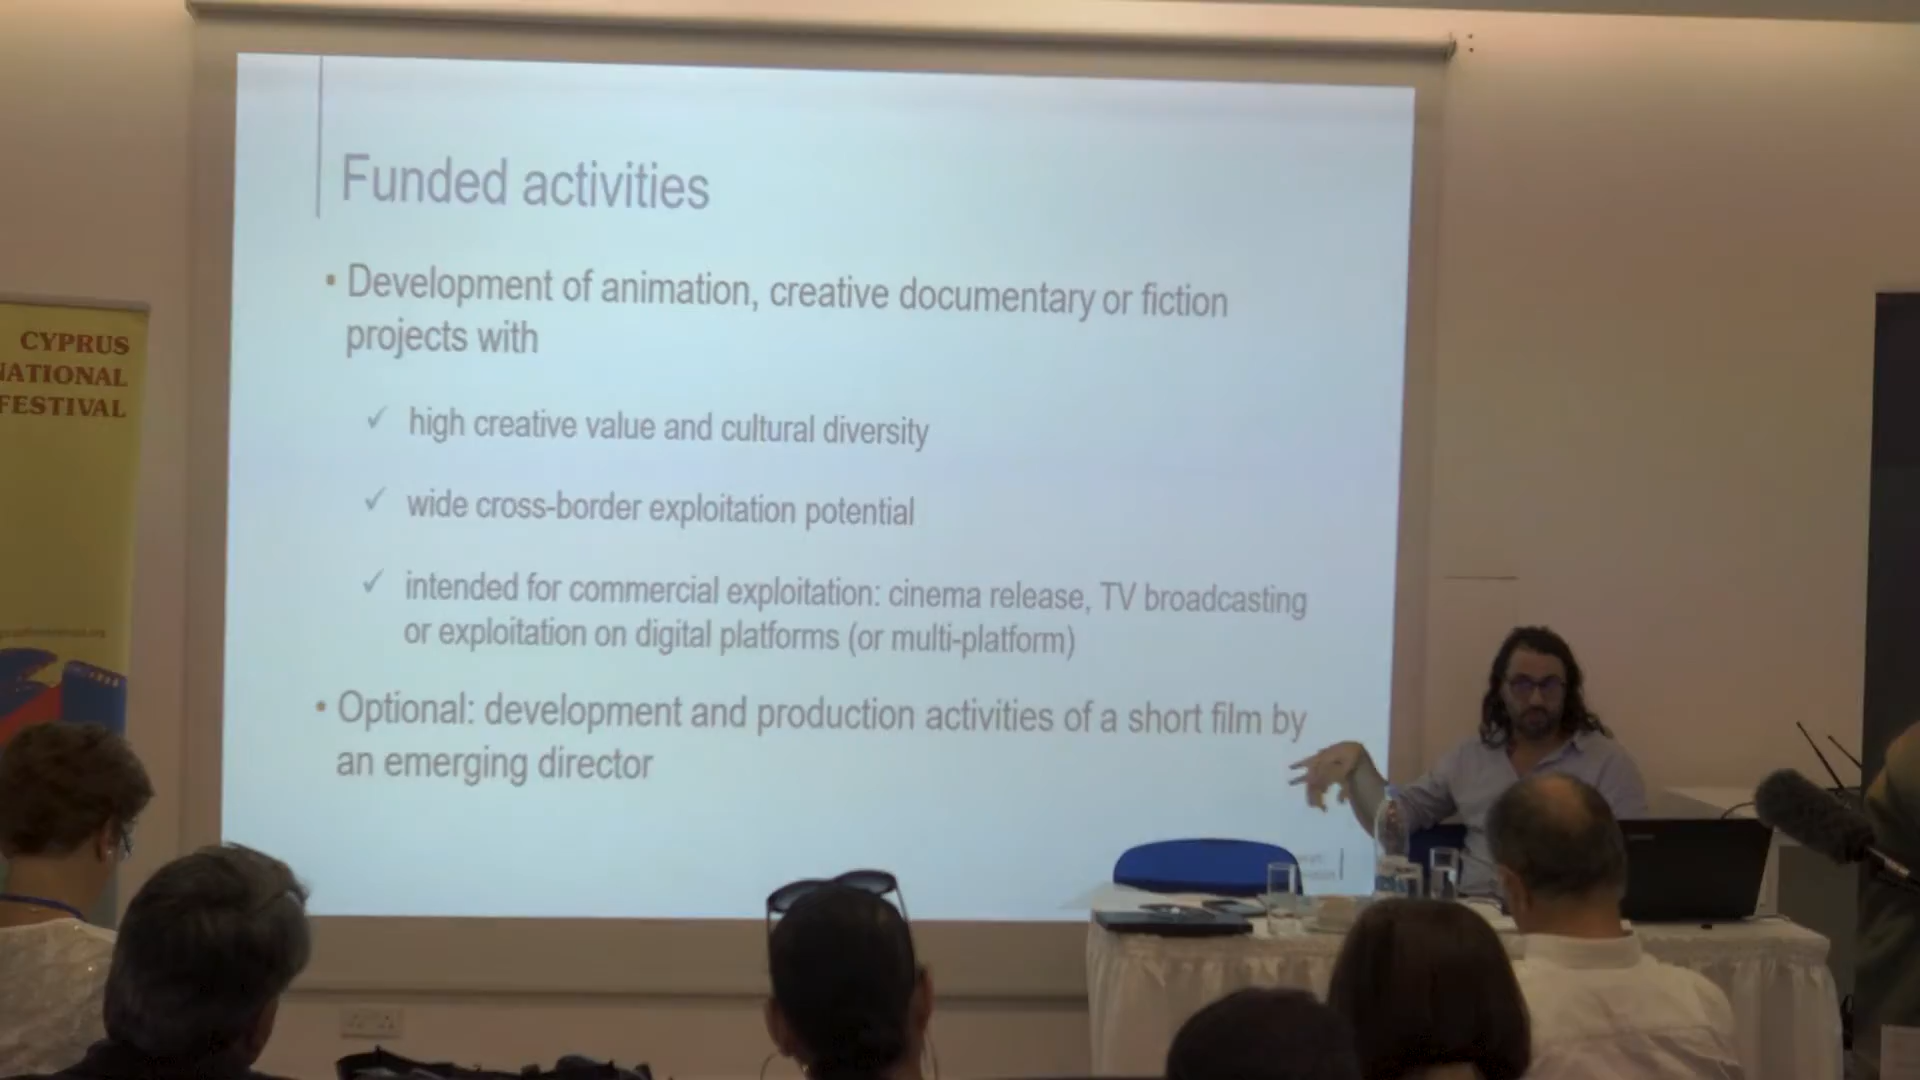 Funded activities
• Development of animation, creative documentary or fiction
projects with
✓ high creative value and cultural diversity
✓ wide cross-border exploitation potential
✓ intended for commercial exploitation: cinema release, TV broadcasting
or exploitation on digital platforms (or multi-platform)
• Optional: development and production activities of a short film by
an emerging director
CYPRUS
NATIONAL
FESTIVAL